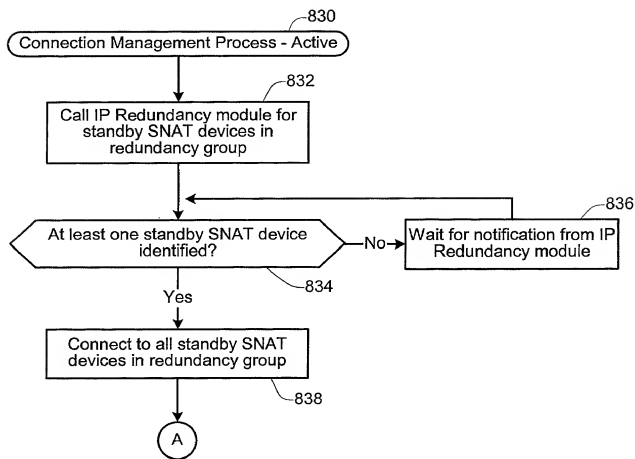 830
Connection Management Process - Active
832
Call IP Redundancy module for
standby SNAT devices in
redundancy group
836
At least one standby SNAT device
identified?
No
Wait for notification from IP
Redundancy module
834
Yes
Connect to all standby SNAT
devices in redundancy group
838
A